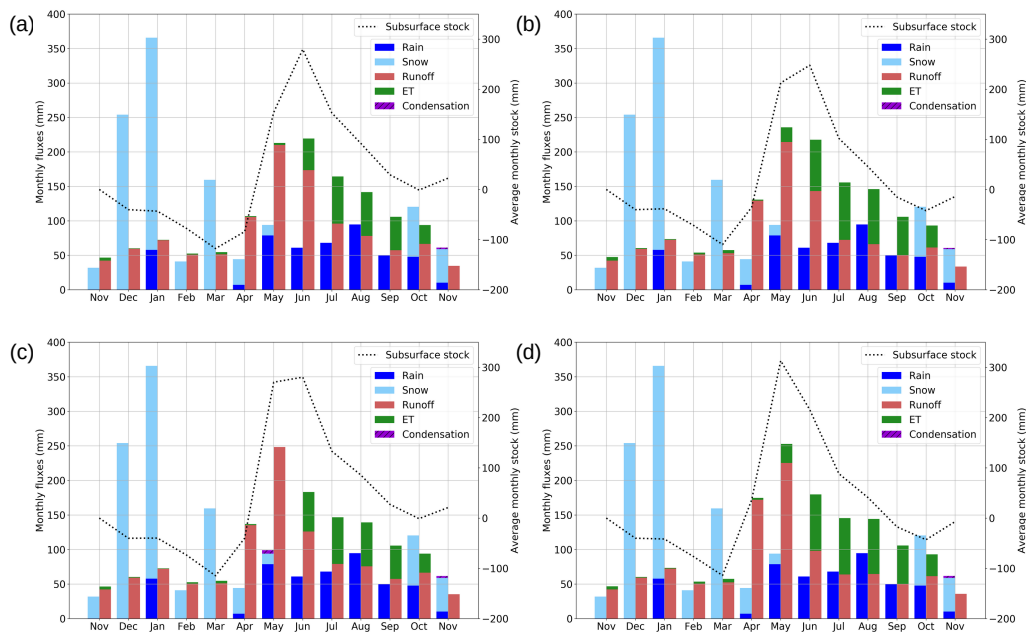 (a)
400
350
300
250
200
150
100
50
0
Monthly fluxes (mm)
Subsurface stock
Rain
Snow
Runoff
ET
Condensation
300
200
100
0
−100
−200
Average monthly stock (mm)
Nov Dec Jan Feb Mar Apr May Jun Jul Aug Sep Oct Nov
(b)
400
350
300
250
200
150
100
50
0
Monthly fluxes (mm)
Subsurface stock
Rain
Snow
Runoff
ET
Condensation
300
200
100
0
−100
−200
Average monthly stock (mm)
Nov Dec Jan Feb Mar Apr May Jun Jul Aug Sep Oct Nov
(c)
400
350
300
250
200
150
100
50
0
Monthly fluxes (mm)
Subsurface stock
Rain
Snow
Runoff
ET
Condensation
300
200
100
0
−100
−200
Average monthly stock (mm)
Nov Dec Jan Feb Mar Apr May Jun Jul Aug Sep Oct Nov
(d)
400
350
300
250
200
150
100
50
0
Monthly fluxes (mm)
Subsurface stock
Rain
Snow
Runoff
ET
Condensation
300
200
100
0
−100
−200
Average monthly stock (mm)
Nov Dec Jan Feb Mar Apr May Jun Jul Aug Sep Oct Nov